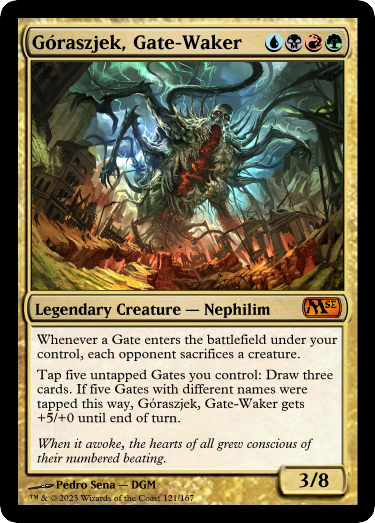 Góraszjek, Gate-Waker
Legendary Creature — Nephilim
MSE
Whenever a Gate enters the battlefield under your
control, each opponent sacrifices a creature.
Tap five untapped Gates you control: Draw three
cards. If five Gates with different names were
tapped this way, Góraszjek, Gate-Waker gets
+5/+0 until end of turn.
When it awoke, the hearts of all grew conscious of
their numbered beating.
Pedro Sena — DGM
™ & © 2023 Wizards of the Coast 121/167
3/8